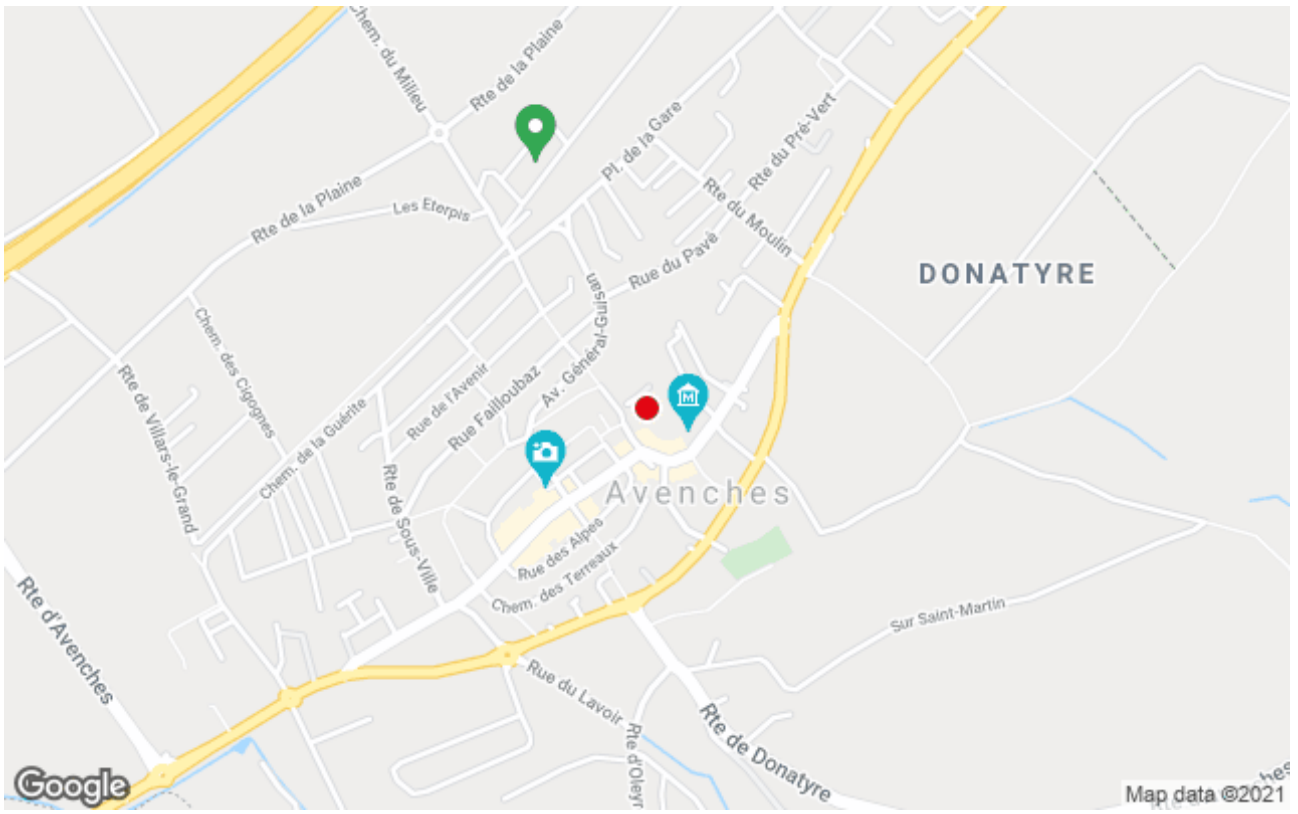 Chem. du Milieu
Rte de la Plaine
Pl. de la Gare
Rte du Pré-Vert
Rte de la Plaine
Les Eterpis
Rte du Moulin
Rue du Pavé
DONATYRE
Av. Général-Guisan
Chem. des Cigognes
Rue de l'Avenir
Rue Failloubaz
Rte de Villars-le-Grand
Chem. de la Guérite
M
Avenches
Rte de Sous-Ville
Rue des Alpes
Chem. des Terreaux
Rte d'Avenches
Sur Saint-Martin
Rue du Lavoir
Rte d'Oleyr
Rte de Donatyre
Google
Map data ©2021